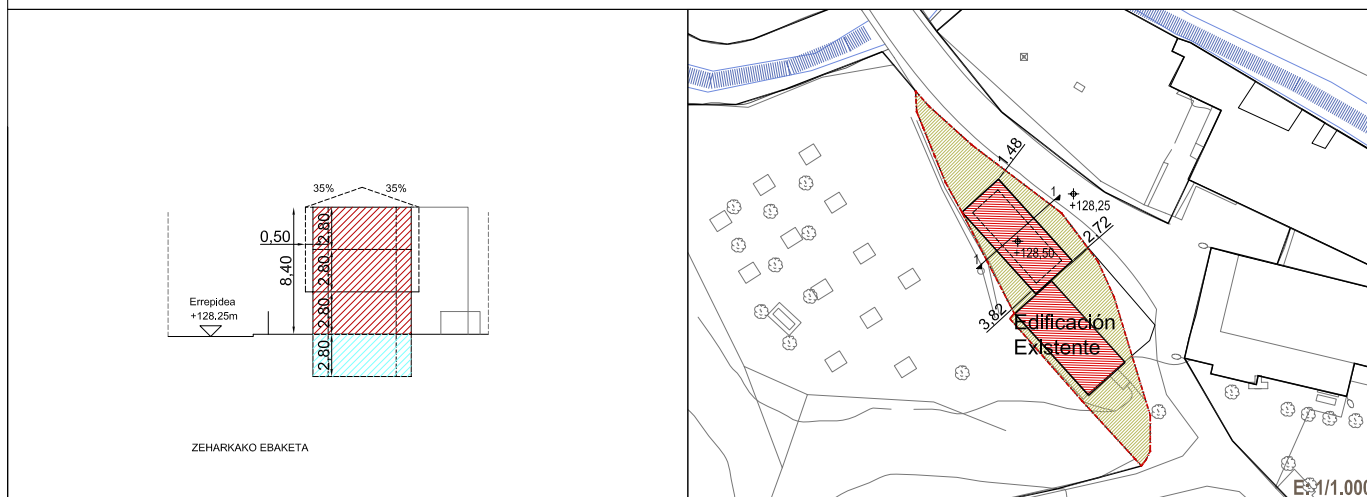 35% 35%
0,50
8,40
2,80
2,80
2,80
2,80
Errepidea
+128.25m
ZEHARKAKO EBAKETA
1,48
1
+128,25
2,72
+128,50
1
3,82
Edificación
Existente
E: 1/1.000